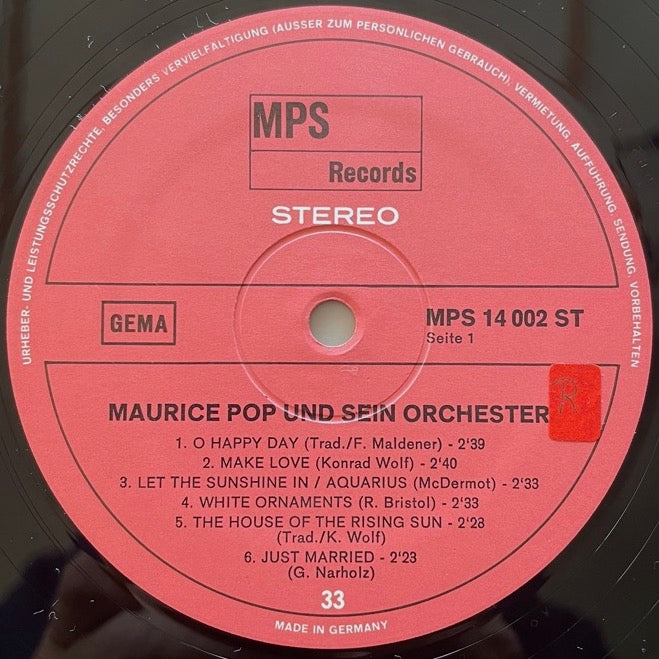 URHEBER- UND LEISTUNGSSCHUTZRECHTE, BESONDERS VERVIELFÄLTIGUNG (AUSSER ZUM PERSÖNLICHEN GEBRAUCH), VERMIETUNG, AUFFÜHRUNG, SENDUNG, VORBEHALTEN
MPS
Records
STEREO
GEMA
MPS 14 002 ST
Seite 1
MAURICE POP UND SEIN ORCHESTER
R
1. O HAPPY DAY (Trad./F. Maldener) - 2'39
2. MAKE LOVE (Konrad Wolf) - 2'40
3. LET THE SUNSHINE IN / AQUARIUS (McDermot) - 2'33
4. WHITE ORNAMENTS (R. Bristol) - 2'33
5. THE HOUSE OF THE RISING SUN - 2'28
(Trad./K. Wolf)
6. JUST MARRIED - 2'23
(G. Narholz)
33
MADE IN GERMANY